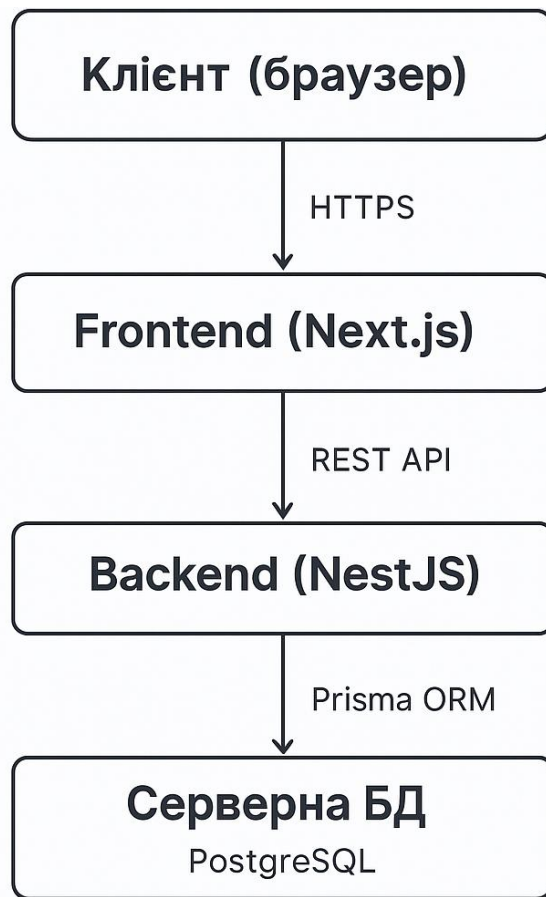 Клієнт (браузер)
HTTPS
Frontend (Next.js)
REST API
Backend (NestJS)
Prisma ORM
Серверна БД
PostgreSQL